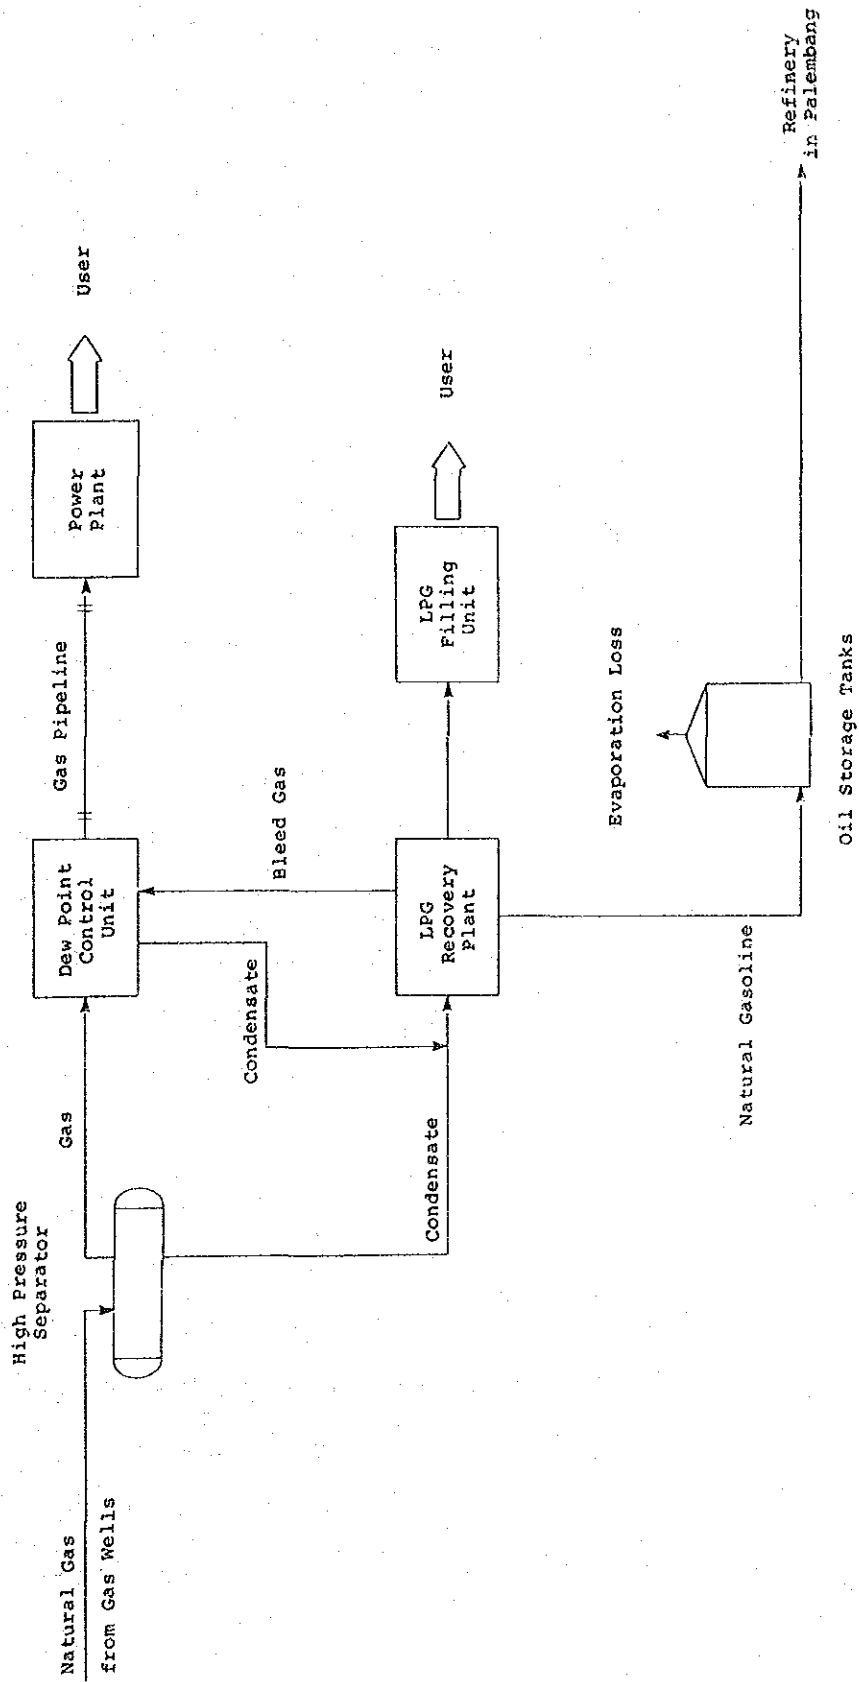 High Pressure
Separator
Natural Gas
from Gas Wells
Gas
Dew Point
Control
Unit
Gas Pipeline
Power
Plant
User
Condensate
Bleed Gas
Condensate
LPG
Recovery
Plant
LPG
Filling
Unit
User
Evaporation Loss
Natural Gasoline
Oil Storage Tanks
Refinery
in Palembang